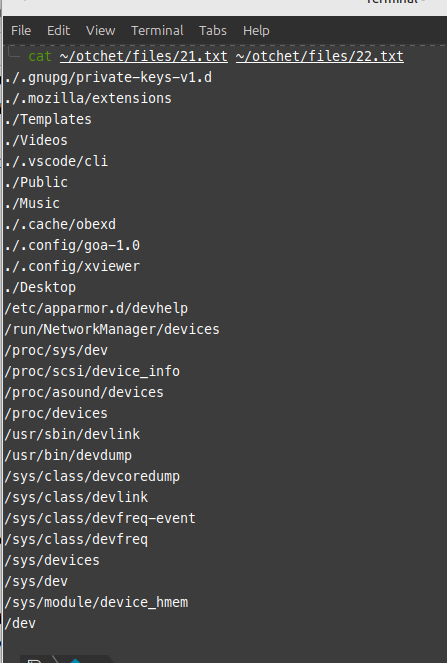 Terminal
File Edit View Terminal Tabs Help
cat ~/otchet/files/21.txt ~/otchet/files/22.txt
./.gnupg/private-keys-v1.d
./.mozilla/extensions
./Templates
./Videos
./.vscode/cli
./Public
./Music
./.cache/obexd
./.config/goa-1.0
./.config/xviewer
./Desktop
/etc/apparmor.d/devhelp
/run/NetworkManager/devices
/proc/sys/dev
/proc/scsi/device_info
/proc/asound/devices
/proc/devices
/usr/sbin/devlink
/usr/bin/devdump
/sys/class/devcoredump
/sys/class/devlink
/sys/class/devfreq-event
/sys/class/devfreq
/sys/devices
/sys/dev
/sys/module/device_hmem
/dev